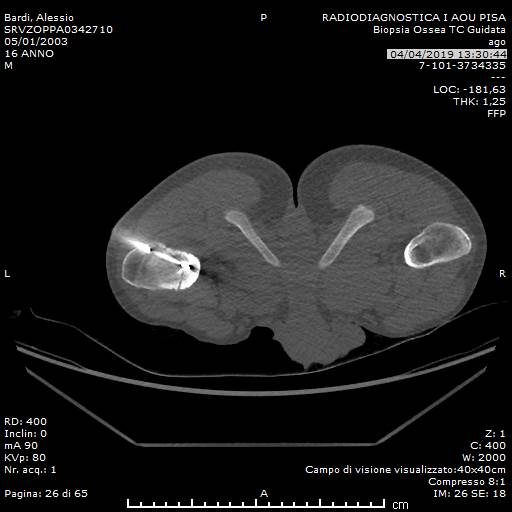 Bardi, Alessio
SRVZOPPA0342710
05/01/2003
16 ANNO
M
P
RADIODIAGNOSTICA I AOU PISA
Biopsia Ossea TC Guidata
ago
04/04/2019 13:30:44
7-101-3734335
---
LOC: -181,63
THK: 1,25
FFP
L
R
RD: 400
Inclin: 0
mA 90
KVp: 80
Nr. acq.: 1
Pagina: 26 di 65
A
cm
Z: 1
C: 400
W: 2000
Campo di visione visualizzato:40x40cm
Compresso 8:1
IM: 26 SE: 18